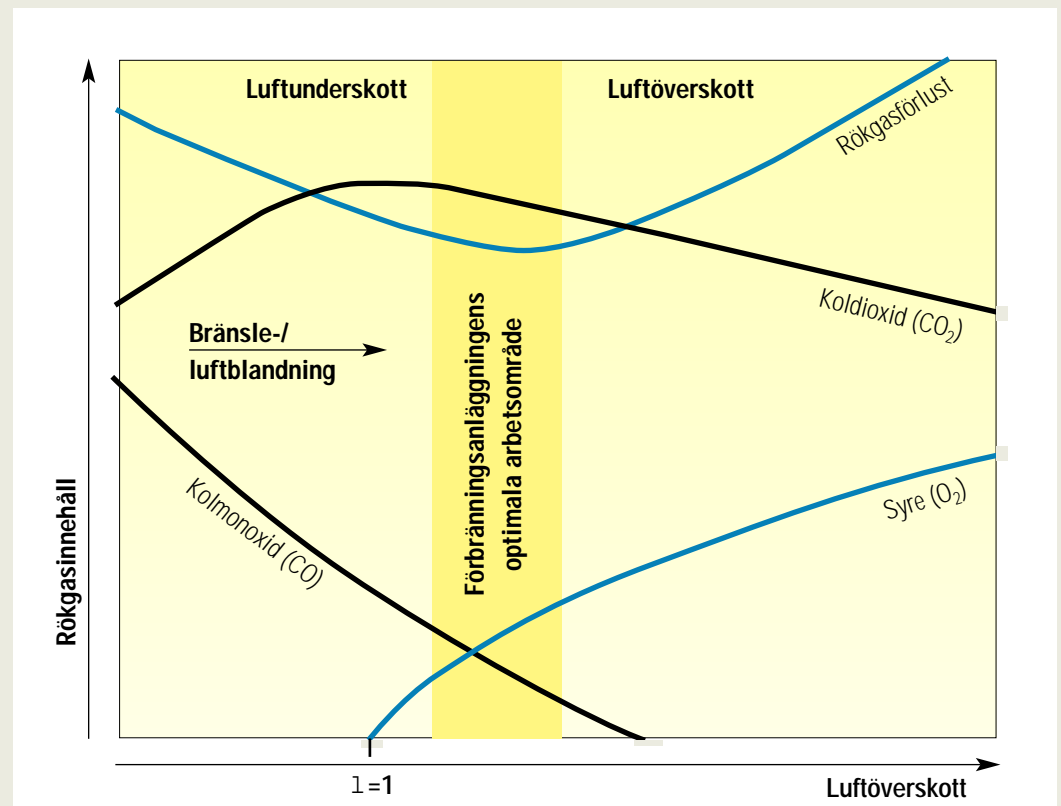 Luftunderskott
Luftöverskott
Rökgasförlust
Koldioxid (CO₂)
Bränsle-/
luftblandning
Förbränningsanläggningens
optimala arbetsområde
Kolmonoxid (CO)
Syre (O₂)
Rökgasinnehåll
l=1
Luftöverskott